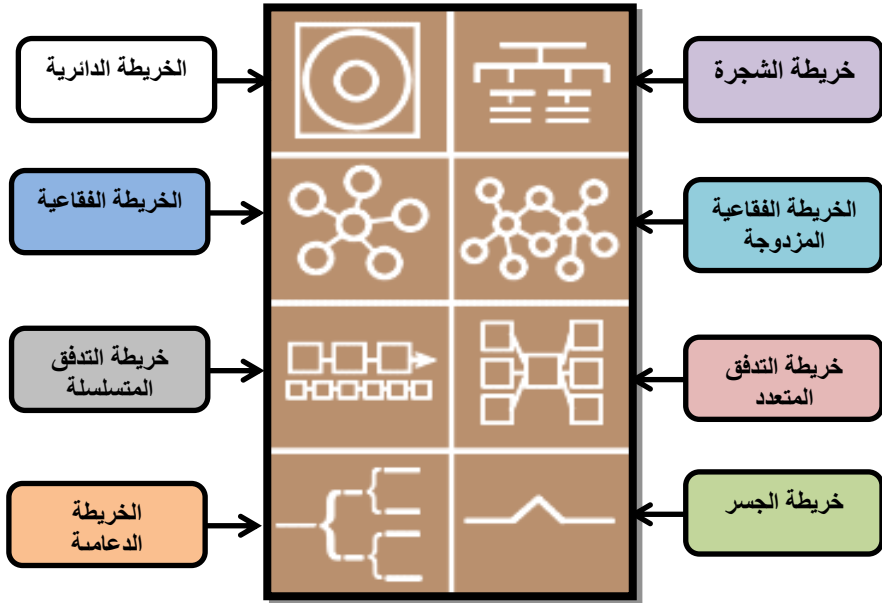 خريطة الشجرة
الخريطة الدائرية
الخريطة الفقاعية
المزدوجة
الخريطة الفقاعية
خريطة التدفق
المتعدد
خريطة التدفق
المتسلسلة
خريطة الجسر
الخريطة
الدعامية